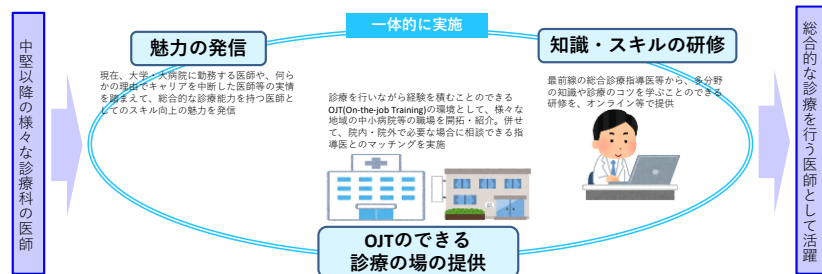 中堅以降の様々な診療科の医師
一体的に実施
魅力の発信
現在、大学・大病院に勤務する医師や、何ら
かの理由でキャリアを中断した医師等の実情
を踏まえて、総合的な診療能力を持つ医師と
してのスキル向上の魅力を発信
知識・スキルの研修
最前線の総合診療指導医等から、多分野
の知識や診療のコツを学ぶことのできる
研修を、オンライン等で提供
診療を行いながら経験を積むことのできる
OJT(On-the-job Training)の環境として、様々な
地域の中小病院等の職場を開拓・紹介。併せ
て、院内・院外で必要な場合に相談できる指
導医とのマッチングを実施
OJTのできる
診療の場の提供
総合的な診療を行う医師として活躍